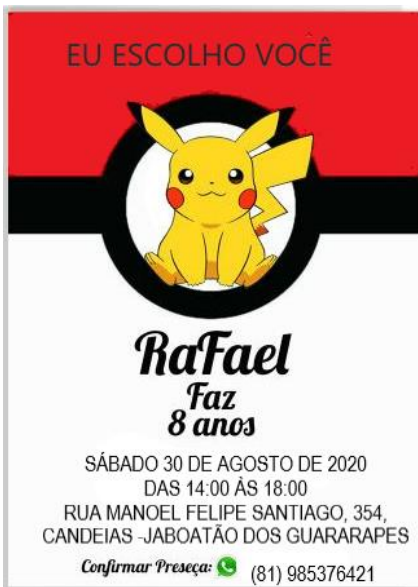 EU ESCOLHO VOCÊ
RaFael
Faz
8 anos
SÁBADO 30 DE AGOSTO DE 2020
DAS 14:00 ÀS 18:00
RUA MANOEL FELIPE SANTIAGO, 354,
CANDEIAS -JABOATÃO DOS GUARARAPES
Confirmar Preseça: (81) 985376421